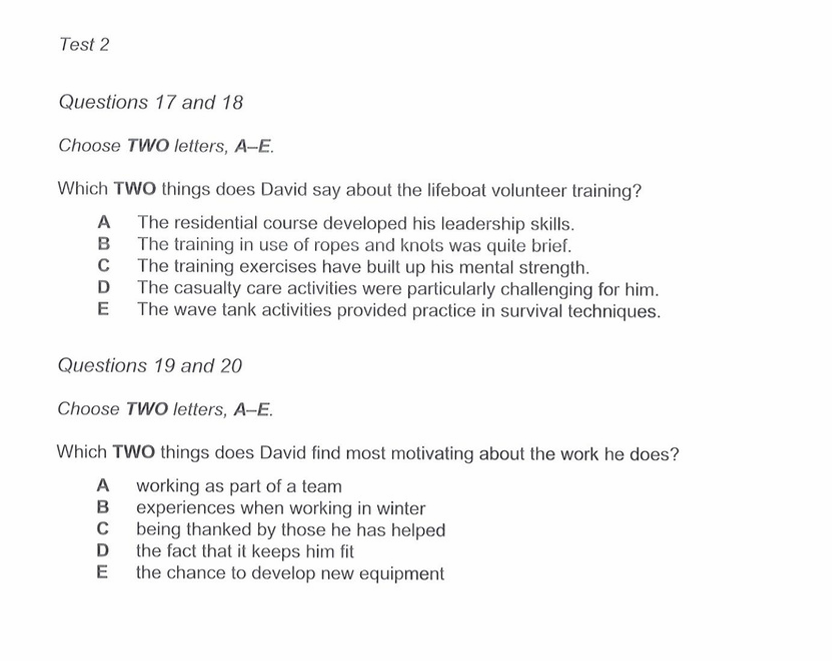 Test 2
Questions 17 and 18
Choose TWO letters, A–E.
Which TWO things does David say about the lifeboat volunteer training?
A The residential course developed his leadership skills.
B The training in use of ropes and knots was quite brief.
C The training exercises have built up his mental strength.
D The casualty care activities were particularly challenging for him.
E The wave tank activities provided practice in survival techniques.
Questions 19 and 20
Choose TWO letters, A–E.
Which TWO things does David find most motivating about the work he does?
A working as part of a team
B experiences when working in winter
C being thanked by those he has helped
D the fact that it keeps him fit
E the chance to develop new equipment